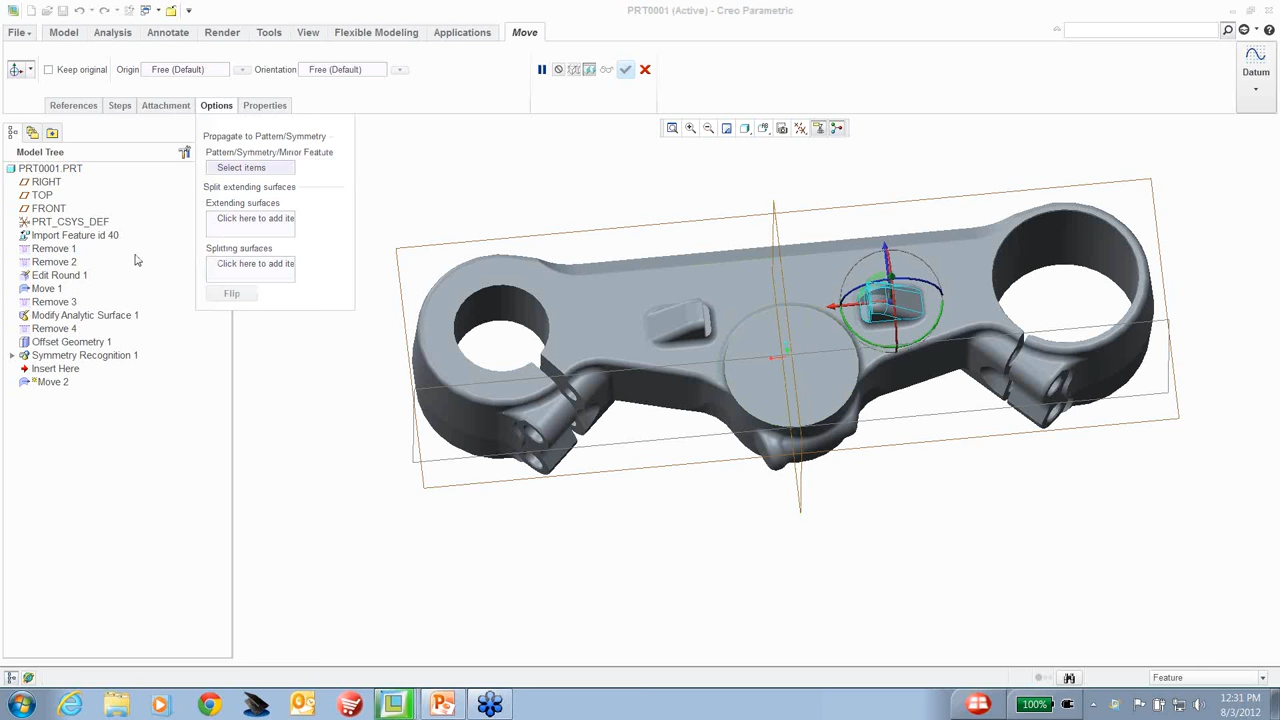 PRT0001 (Active) - Creo Parametric
File Model Analysis Annotate Render Tools View Flexible Modeling Applications Move
Keep original Origin Free (Default) Orientation Free (Default)
Datum
References Steps Attachment Options Properties
Propagate to Pattern/Symmetry
Pattern/Symmetry/Mirror Feature
Select items
Split extending surfaces
Extending surfaces
Click here to add ite
Splitting surfaces
Click here to add ite
Flip
Model Tree
PRT0001.PRT
RIGHT
TOP
FRONT
PRT_CSYS_DEF
Import Feature id 40
Remove 1
Remove 2
Edit Round 1
Move 1
Remove 3
Modify Analytic Surface 1
Remove 4
Offset Geometry 1
Symmetry Recognition 1
Insert Here
Move 2
Feature
100%
12:31 PM
8/3/2012